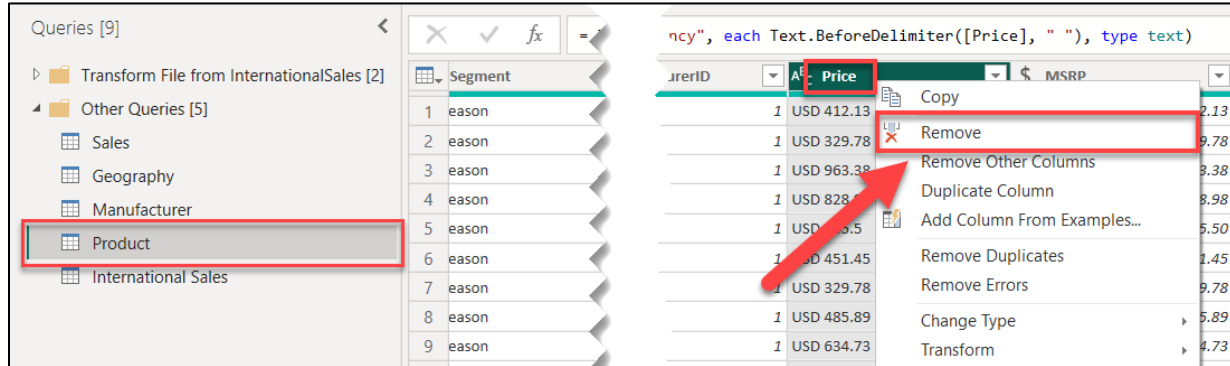 Queries [9]
Transform File from InternationalSales [2]
Other Queries [5]
Sales
Geography
Manufacturer
Product
International Sales
fx
=
ncy", each Text.BeforeDelimiter([Price], " "), type text)
Segment
urerID
Price
$ MSRP
1 eason 1 USD 412.13 2.13
2 eason 1 USD 329.78 9.78
3 eason 1 USD 963.38 3.38
4 eason 1 USD 828. 8.98
5 eason 1 USD 5.5 5.50
6 eason 1 USD 451.45 1.45
7 eason 1 USD 329.78 9.78
8 eason 1 USD 485.89 5.89
9 eason 1 USD 634.73 4.73
Copy
Remove
Remove Other Columns
Duplicate Column
Add Column From Examples...
Remove Duplicates
Remove Errors
Change Type
Transform